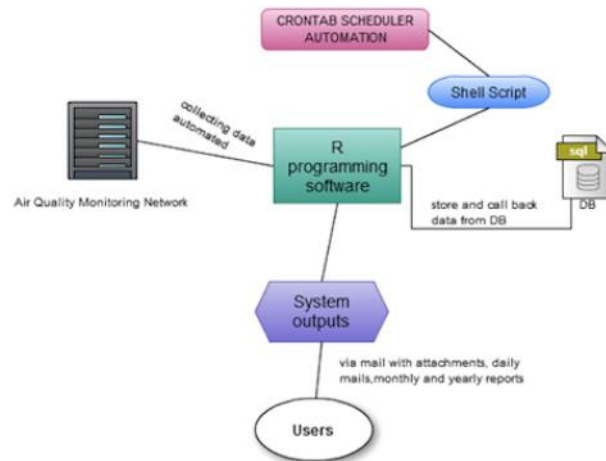 CRONTAB SCHEDULER
AUTOMATION
Shell Script
collecting data
automated
R
programming
software
sql
DB
Air Quality Monitoring Network
store and call back
data from DB
System
outputs
via mail with attachments, daily
mails,monthly and yearly reports
Users